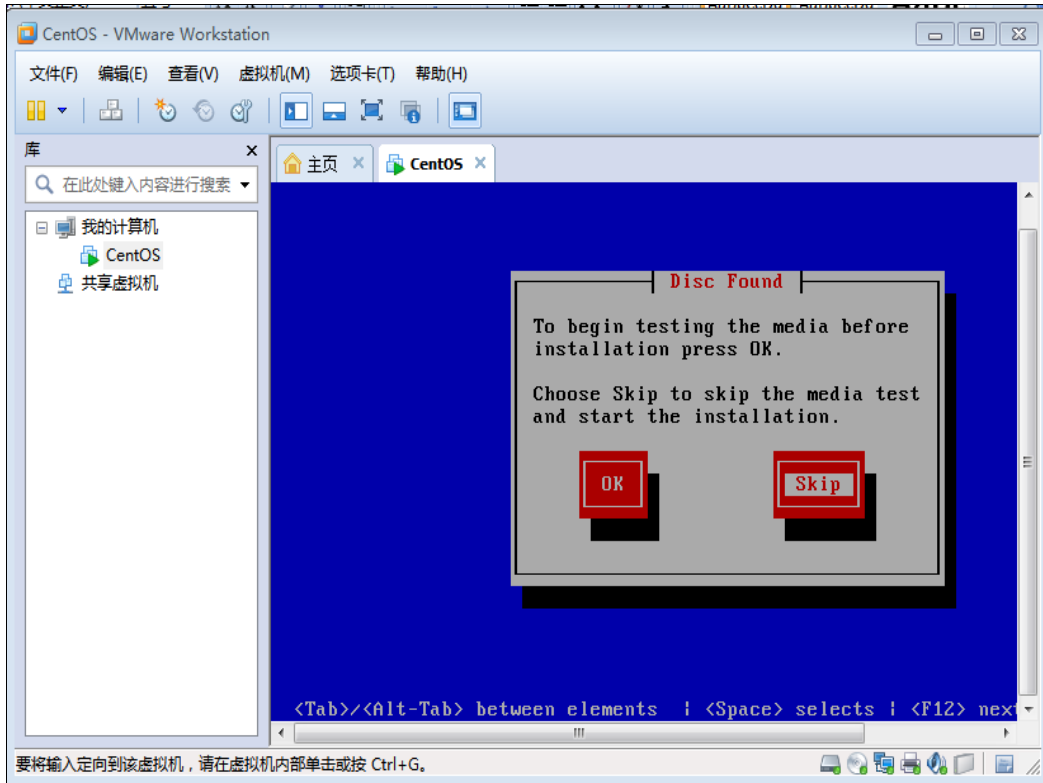 CentOS - VMware Workstation
文件(F) 编辑(E) 查看(V) 虚拟机(M) 选项卡(T) 帮助(H)
库 x
在此处键入内容进行搜索
我的计算机
CentOS
共享虚拟机
主页 × CentOS ×
Disc Found
To begin testing the media before
installation press OK.
Choose Skip to skip the media test
and start the installation.
OK Skip
<Tab>/<Alt-Tab> between elements | <Space> selects | <F12> next
要将输入定向到该虚拟机，请在虚拟机内部单击或按 Ctrl+G。